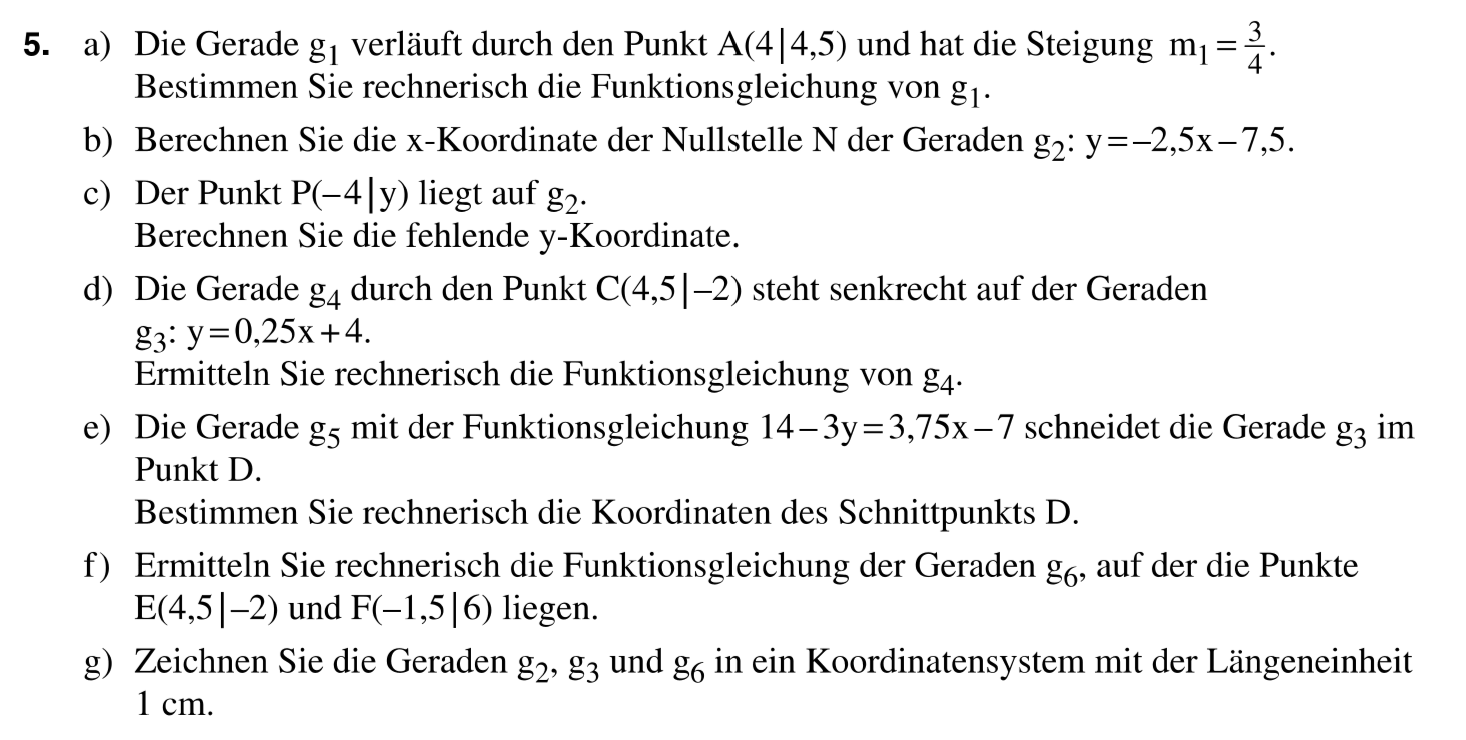 5. a) Die Gerade g₁ verläuft durch den Punkt A(4|4,5) und hat die Steigung m₁ = 3/4.
Bestimmen Sie rechnerisch die Funktionsgleichung von g₁.
b) Berechnen Sie die x-Koordinate der Nullstelle N der Geraden g₂: y = –2,5x – 7,5.
c) Der Punkt P(–4|y) liegt auf g₂.
Berechnen Sie die fehlende y-Koordinate.
d) Die Gerade g₄ durch den Punkt C(4,5|–2) steht senkrecht auf der Geraden
g₃: y = 0,25x + 4.
Ermitteln Sie rechnerisch die Funktionsgleichung von g₄.
e) Die Gerade g₅ mit der Funktionsgleichung 14 – 3y = 3,75x – 7 schneidet die Gerade g₃ im
Punkt D.
Bestimmen Sie rechnerisch die Koordinaten des Schnittpunkts D.
f) Ermitteln Sie rechnerisch die Funktionsgleichung der Geraden g₆, auf der die Punkte
E(4,5|–2) und F(–1,5|6) liegen.
g) Zeichnen Sie die Geraden g₂, g₃ und g₆ in ein Koordinatensystem mit der Längeneinheit
1 cm.